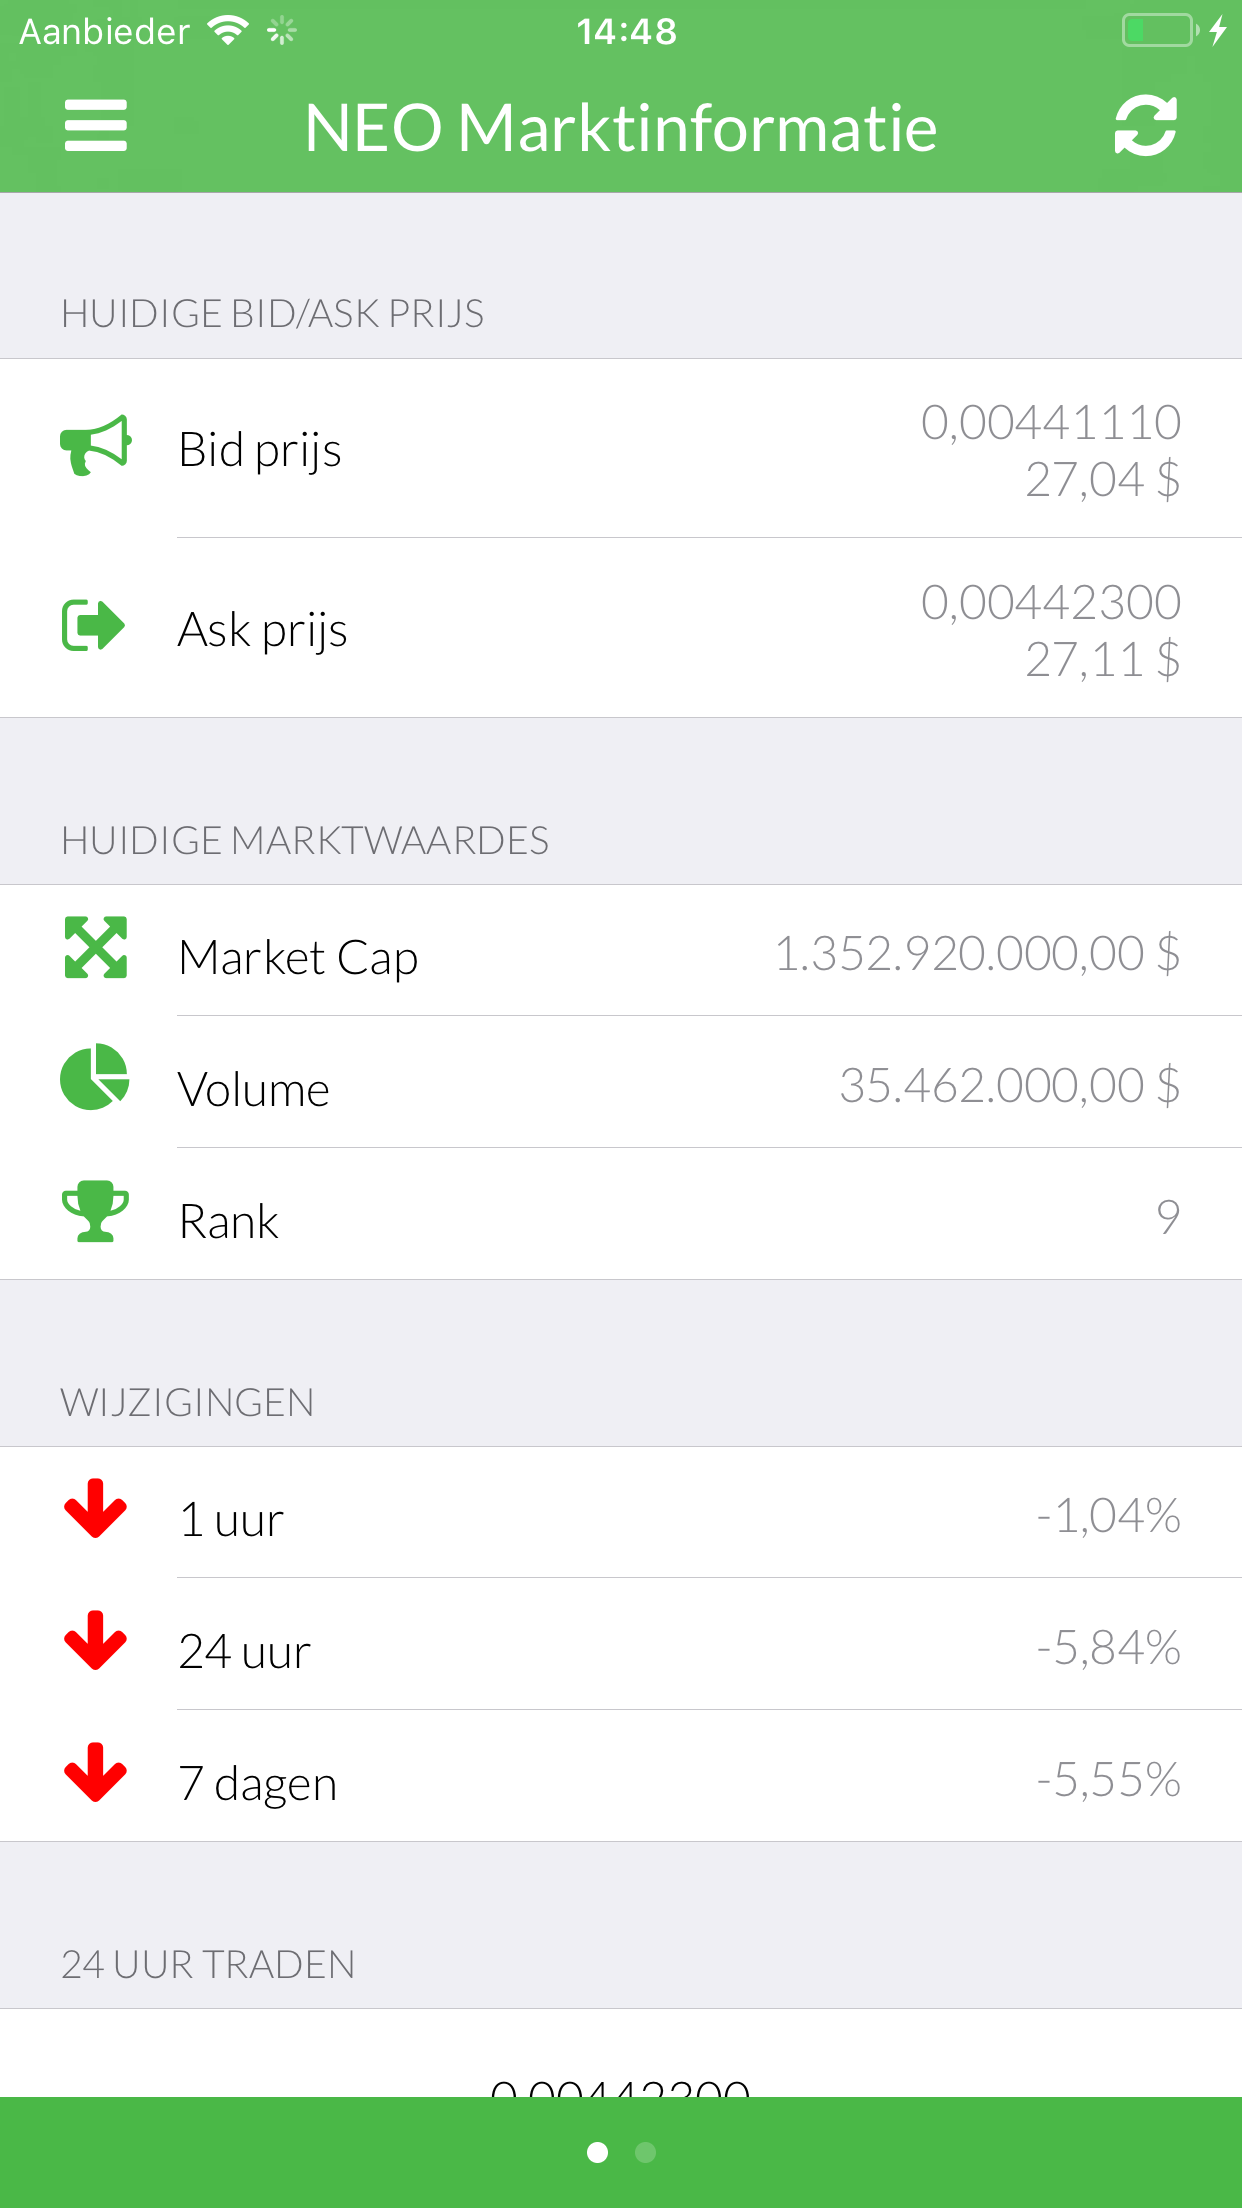 Aanbieder 14:48
NEO Marktinformatie
HUIDIGE BID/ASK PRIJS
Bid prijs
0,00441110
27,04 $
Ask prijs
0,00442300
27,11 $
HUIDIGE MARKTWAARDES
Market Cap 1.352.920.000,00 $
Volume 35.462.000,00 $
Rank 9
WIJZIGINGEN
1 uur -1,04%
24 uur -5,84%
7 dagen -5,55%
24 UUR TRADEN
0,00442300